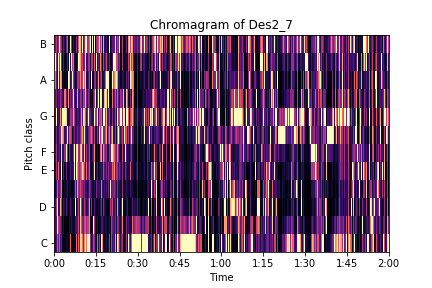 Chromagram of Des2_7
Pitch class
B
A
G
F
E
D
C
0:00 0:15 0:30 0:45 1:00 1:15 1:30 1:45 2:00
Time